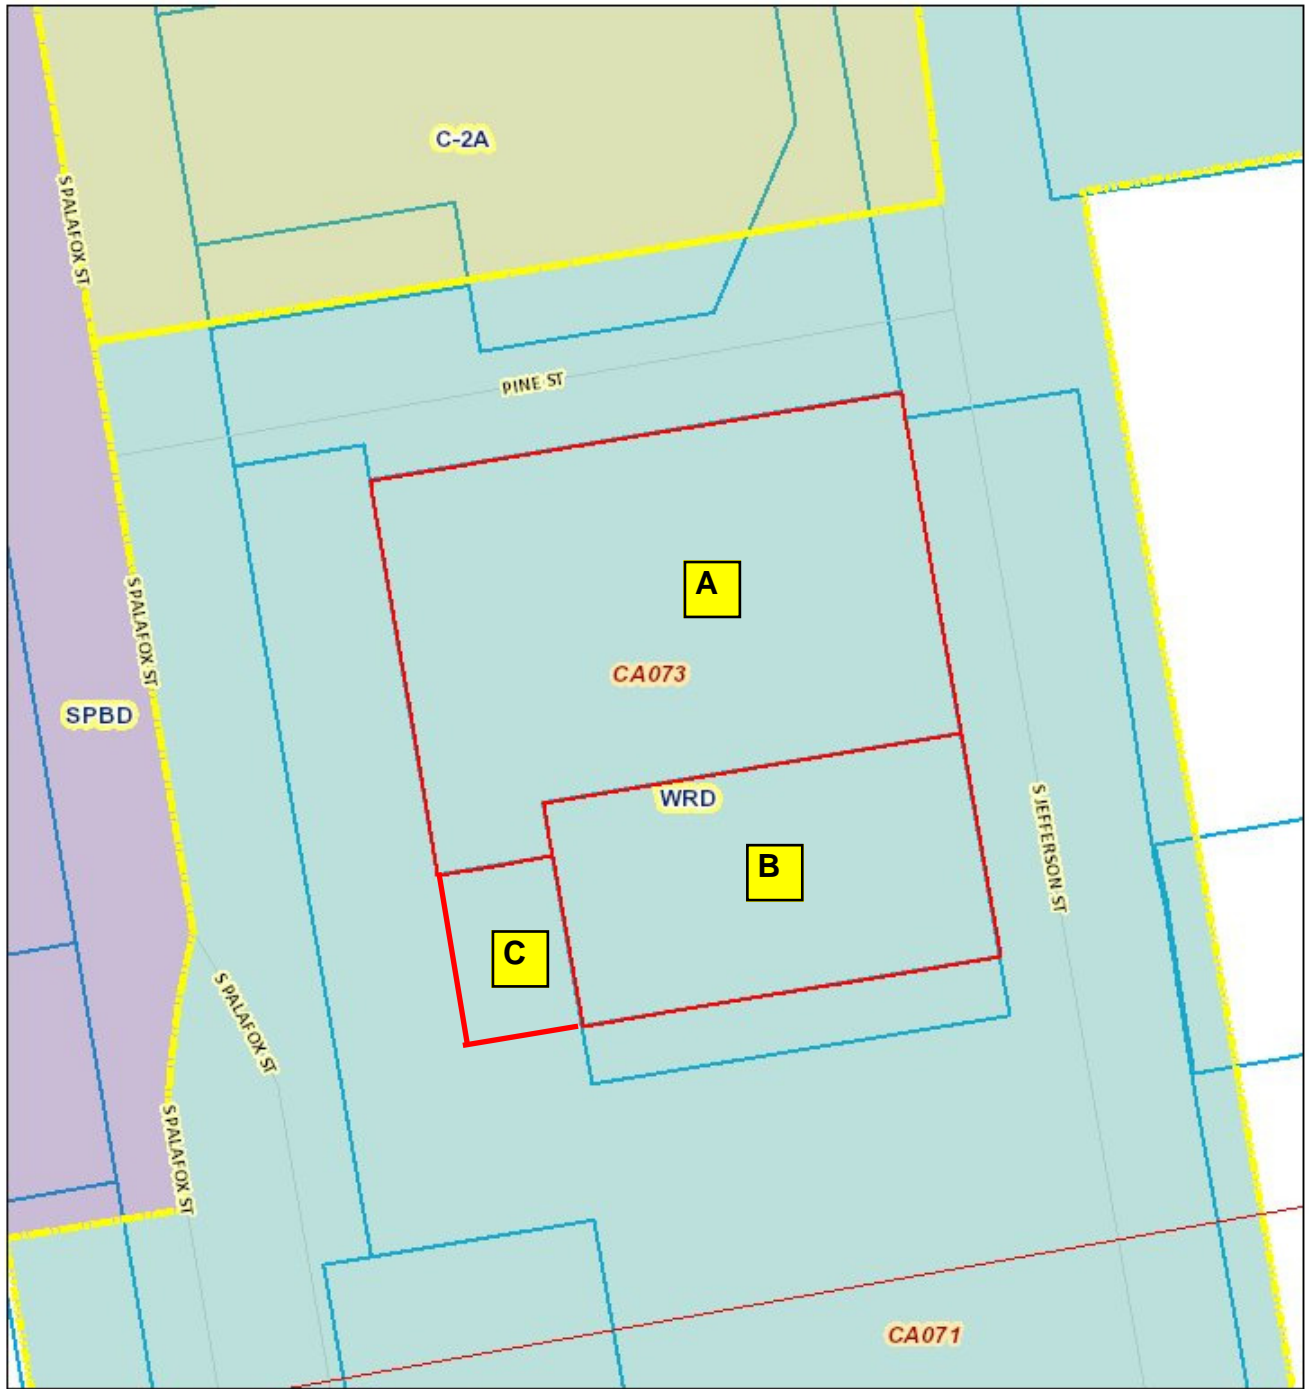 C-2A
S PALAFOX ST
PINE ST
A
S PALAFOX ST
CA073
SPBD
WRD
S JEFFERSON ST
B
C
S PALAFOX ST
S PALAFOX ST
CA071